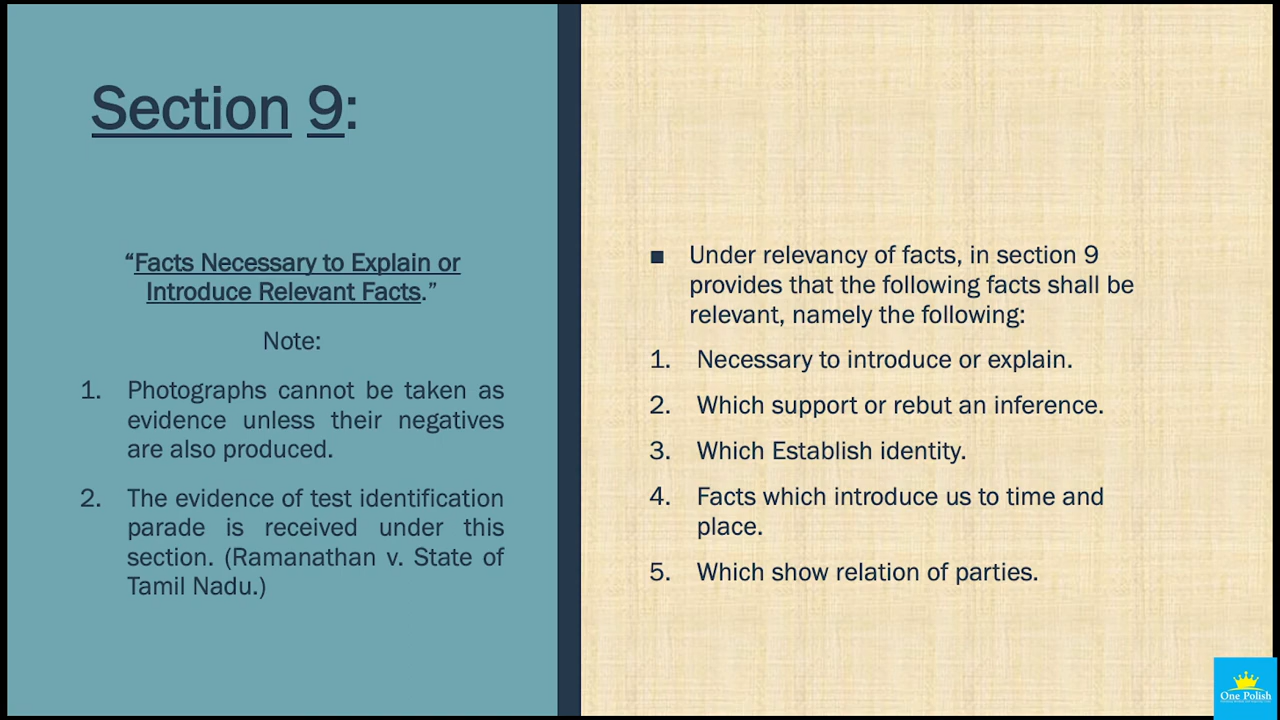 Section 9:
“Facts Necessary to Explain or
Introduce Relevant Facts.”
Note:
1. Photographs cannot be taken as
evidence unless their negatives
are also produced.
2. The evidence of test identification
parade is received under this
section. (Ramanathan v. State of
Tamil Nadu.)
■ Under relevancy of facts, in section 9
provides that the following facts shall be
relevant, namely the following:
1. Necessary to introduce or explain.
2. Which support or rebut an inference.
3. Which Establish identity.
4. Facts which introduce us to time and
place.
5. Which show relation of parties.
One Polish